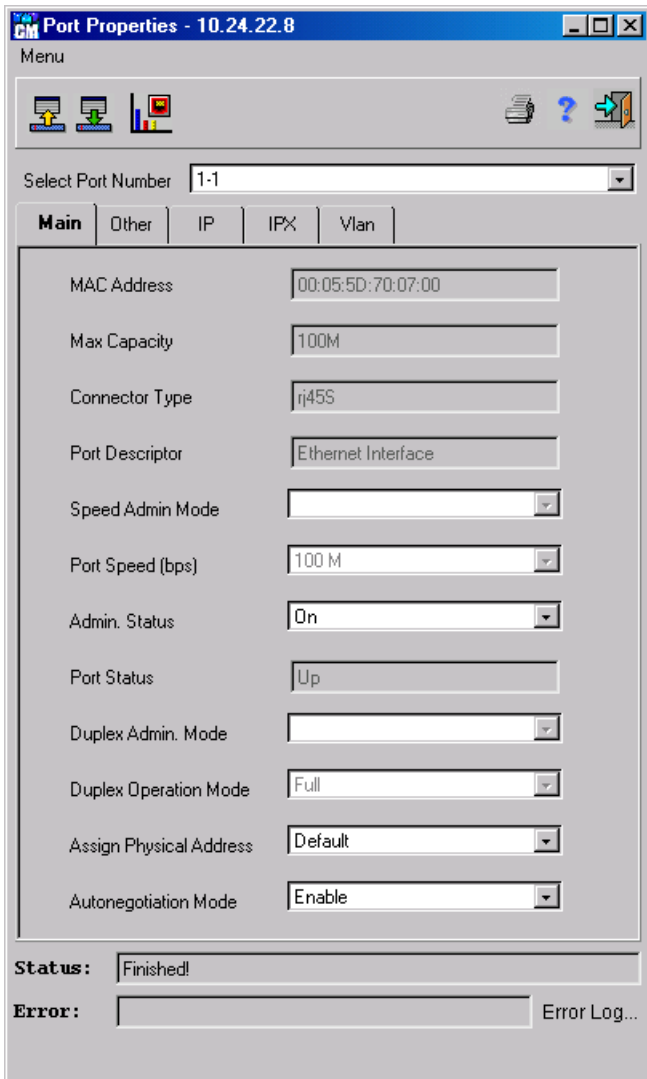 GM Port Properties - 10.24.22.8
Menu
Select Port Number 1-1
Main Other IP IPX Vlan
MAC Address 00:05:5D:70:07:00
Max Capacity 100M
Connector Type rj45S
Port Descriptor Ethernet Interface
Speed Admin Mode
Port Speed (bps) 100 M
Admin. Status On
Port Status Up
Duplex Admin. Mode
Duplex Operation Mode Full
Assign Physical Address Default
Autonegotiation Mode Enable
Status: Finished!
Error: Error Log...